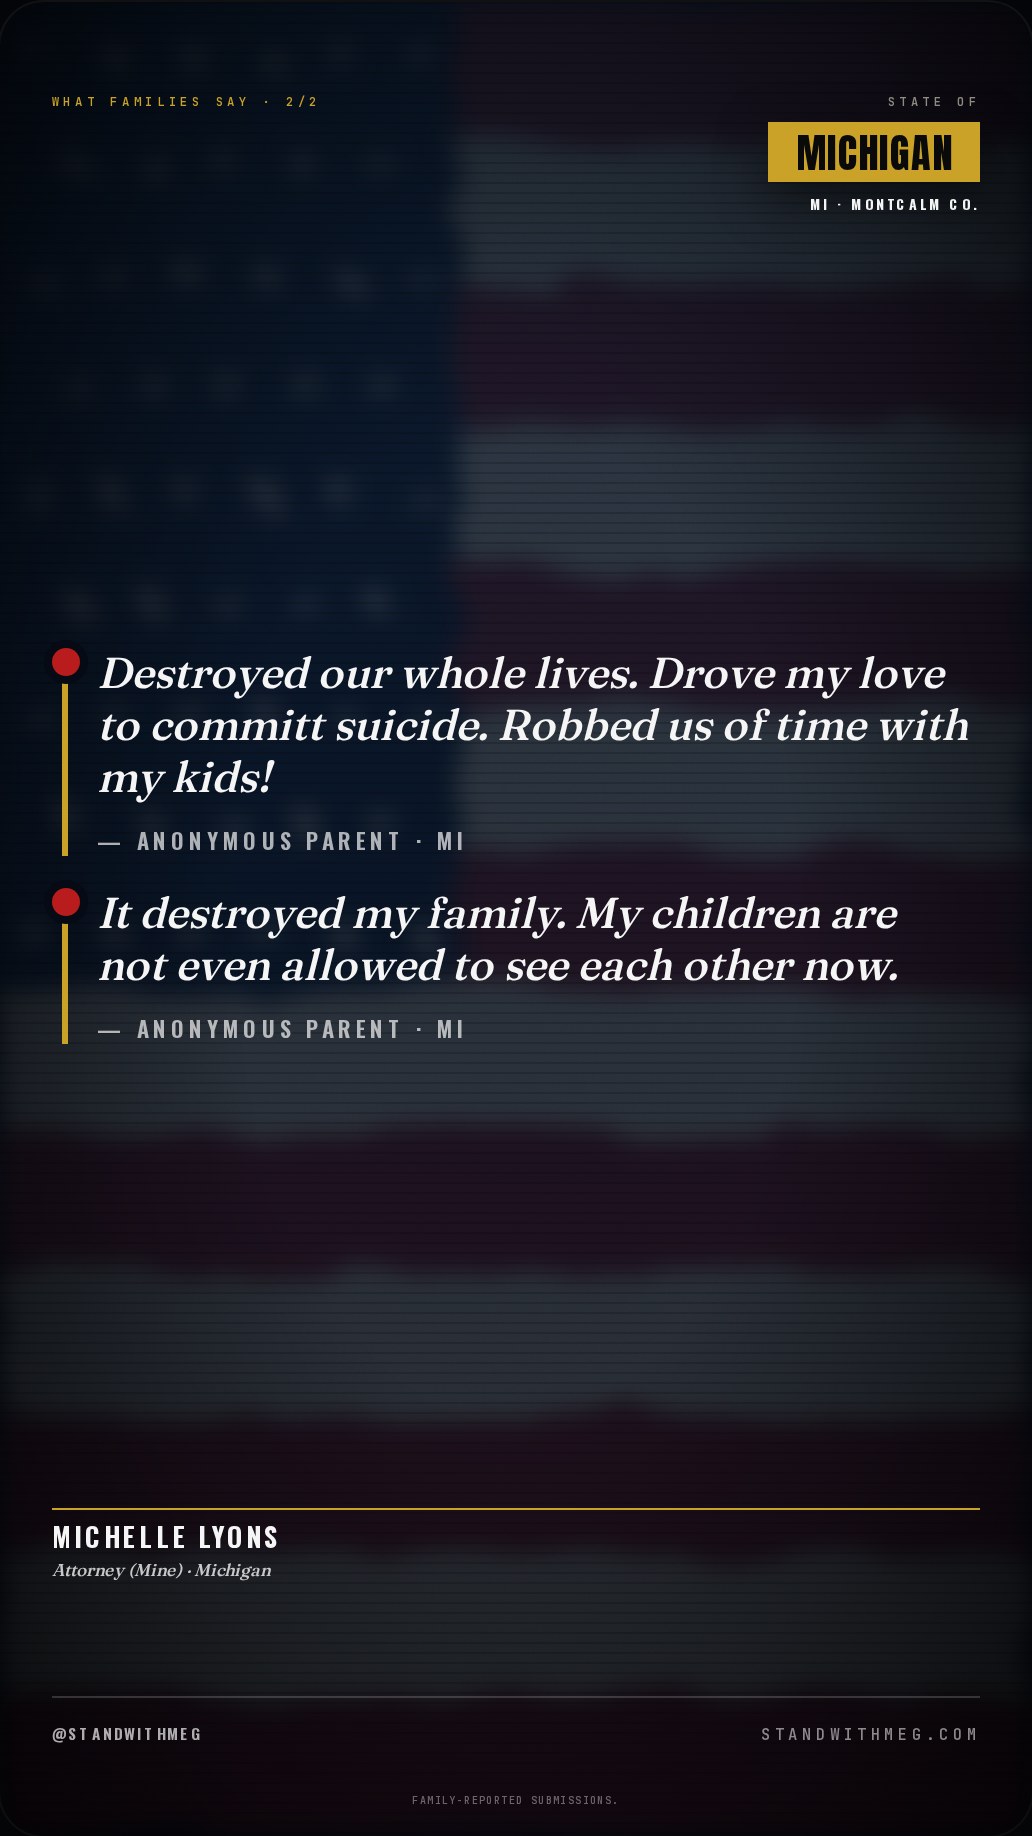 WHAT FAMILIES SAY · 2/2
STATE OF
MICHIGAN
MI · MONTCALM CO.
Destroyed our whole lives. Drove my love
to committ suicide. Robbed us of time with
my kids!
— ANONYMOUS PARENT · MI
It destroyed my family. My children are
not even allowed to see each other now.
— ANONYMOUS PARENT · MI
MICHELLE LYONS
Attorney (Mine) · Michigan
@STANDWITHMEG
STANDWITHMEG.COM
FAMILY-REPORTED SUBMISSIONS.